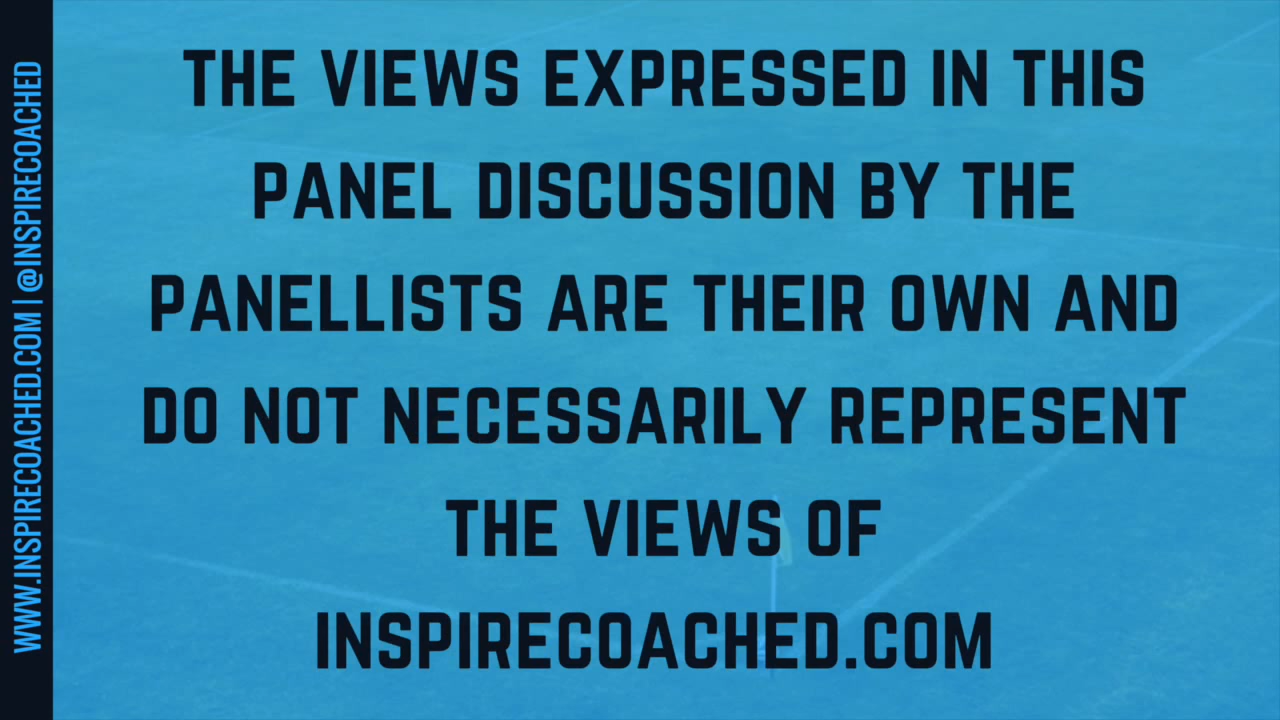 THE VIEWS EXPRESSED IN THIS
PANEL DISCUSSION BY THE
PANELLISTS ARE THEIR OWN AND
DO NOT NECESSARILY REPRESENT
THE VIEWS OF
INSPIRECOACHED.COM
WWW.INSPIRECOACHED.COM | @INSPIRECOACHED